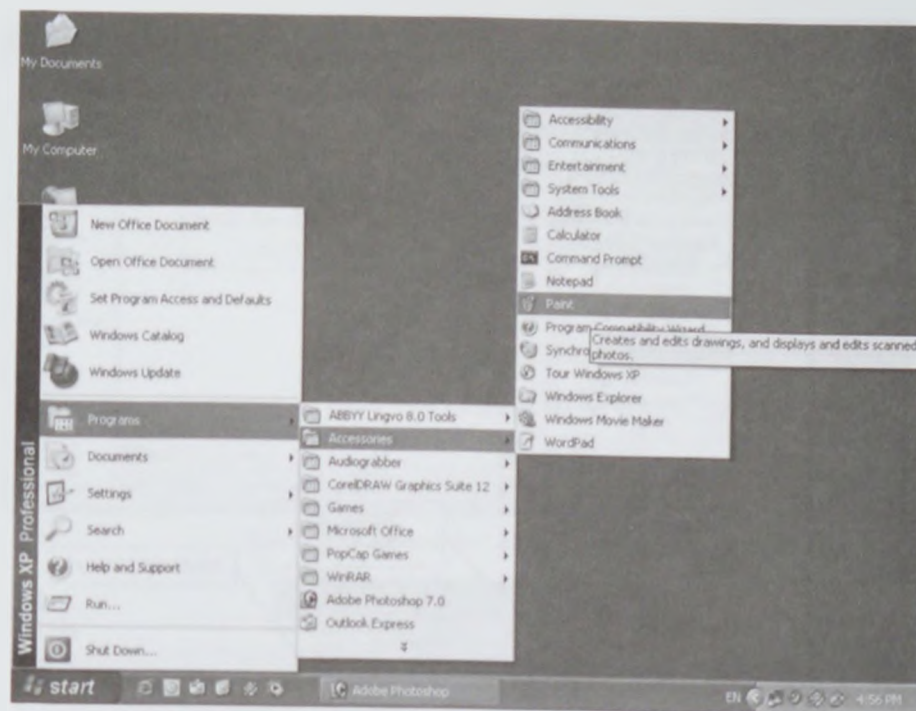 My Documents
My Computer
New Office Document
Open Office Document
Set Program Access and Defaults
Windows Catalog
Windows Update
Programs
Documents
Settings
Search
Help and Support
Run...
Shut Down...
Windows XP Professional
ABBYY Lingvo 8.0 Tools
Accessories
Audiograbber
CorelDRAW Graphics Suite 12
Games
Microsoft Office
PopCap Games
WinRAR
Adobe Photoshop 7.0
Outlook Express
Accessibility
Communications
Entertainment
System Tools
Address Book
Calculator
Command Prompt
Notepad
Paint
Program Compatibility Wizard
Synchro
Creates and edits drawings, and displays and edits scanned
photos.
Tour Windows XP
Windows Explorer
Windows Movie Maker
WordPad
start
Adobe Photoshop
EN
4:56 PM